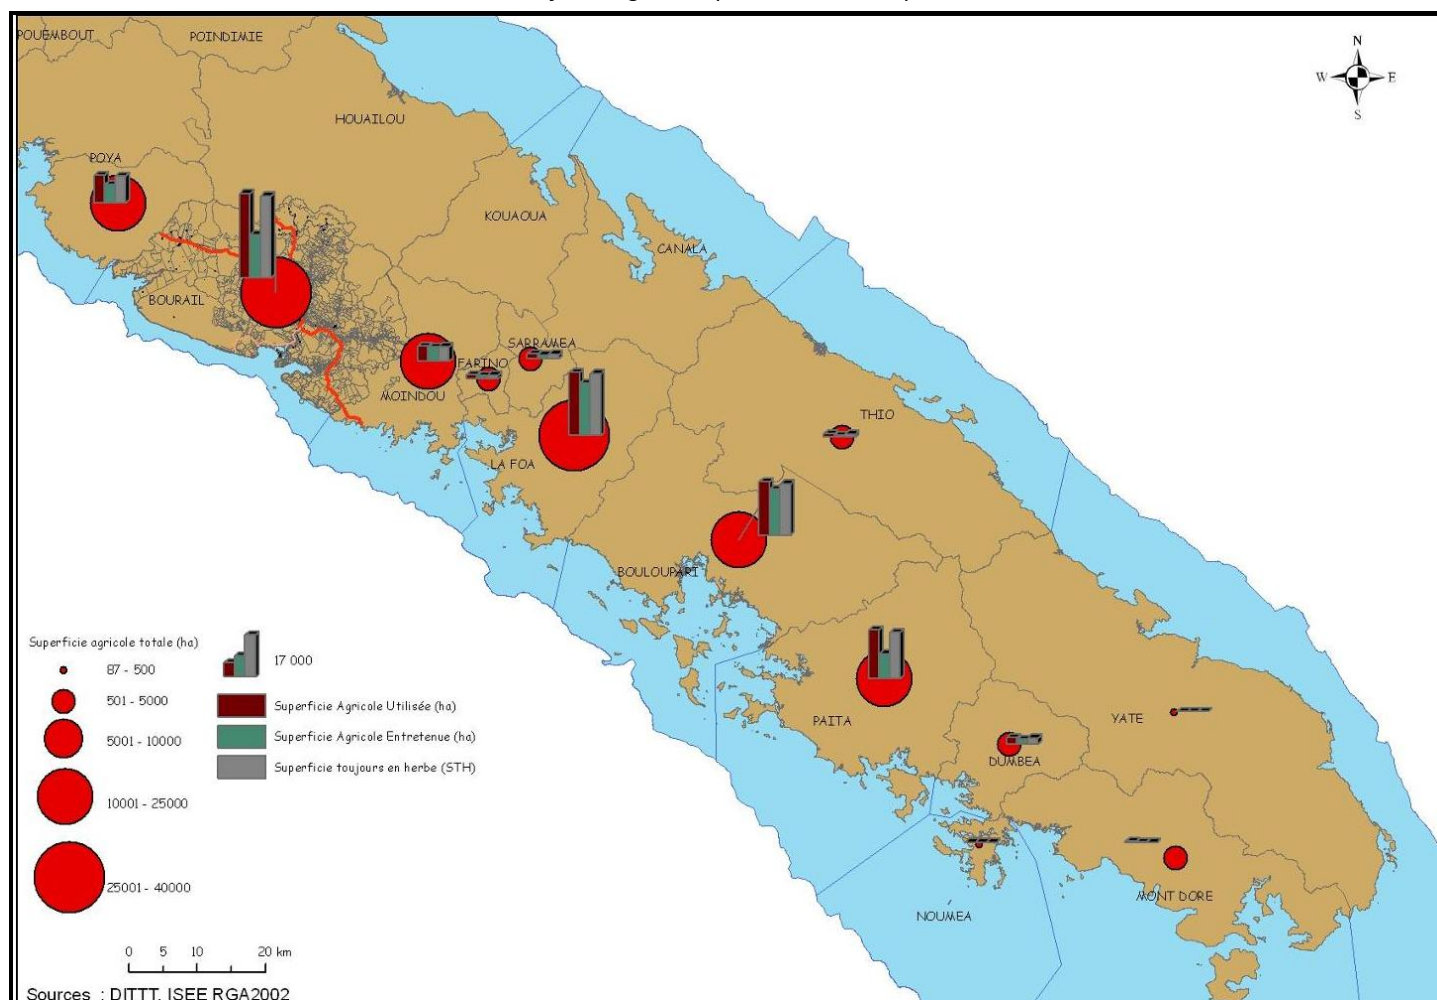 POUEMBOUT
POINDIMIE
N
W E
S
HOUAILOU
POYA
KOUAOUA
CANALA
BOURAIL
SARRAMEA
FARINO
MOINDOU
THIO
LA FOA
BOULOUPARI
PAITA
YATE
DUMBEA
MONT DORE
NOUMÉA
Superficie agricole totale (ha)
87 - 500
501 - 5000
5001 - 10000
10001 - 25000
25001 - 40000
17 000
Superficie Agricole Utilisée (ha)
Superficie Agricole Entretenue (ha)
Superficie toujours en herbe (STH)
0 5 10 20 km
Sources : DITTT, ISEE RGA2002